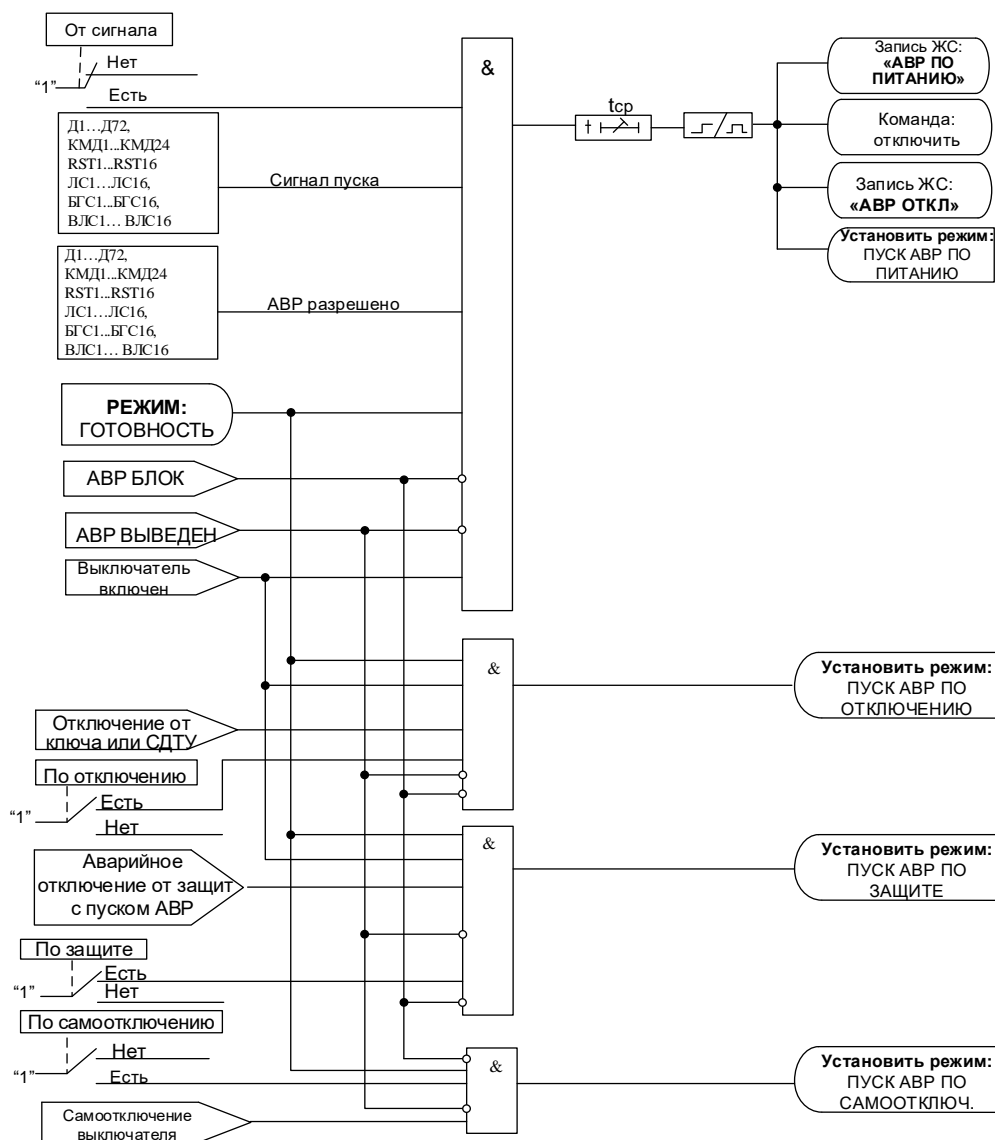 От сигнала
Нет
“1”
Есть
&
tср
Запись ЖС:
«АВР ПО
ПИТАНИЮ»
Команда:
отключить
Запись ЖС:
«АВР ОТКЛ»
Установить режим:
ПУСК АВР ПО
ПИТАНИЮ
Д1…Д72,
КМД1...КМД24
RST1...RST16
ЛС1…ЛС16,
БГС1...БГС16,
ВЛС1… ВЛС16
Сигнал пуска
Д1…Д72,
КМД1...КМД24
RST1...RST16
ЛС1…ЛС16,
БГС1...БГС16,
ВЛС1… ВЛС16
АВР разрешено
РЕЖИМ:
ГОТОВНОСТЬ
АВР БЛОК
АВР ВЫВЕДЕН
Выключатель
включен
&
Установить режим:
ПУСК АВР ПО
ОТКЛЮЧЕНИЮ
Отключение от
ключа или СДТУ
По отключению
“1”
Есть
Нет
&
Аварийное
отключение от защит
с пуском АВР
Установить режим:
ПУСК АВР ПО
ЗАЩИТЕ
По защите
Есть
“1”
Нет
По самоотключению
Нет
“1”
Есть
&
Установить режим:
ПУСК АВР ПО
САМООТКЛЮЧ.
Самоотключение
выключателя